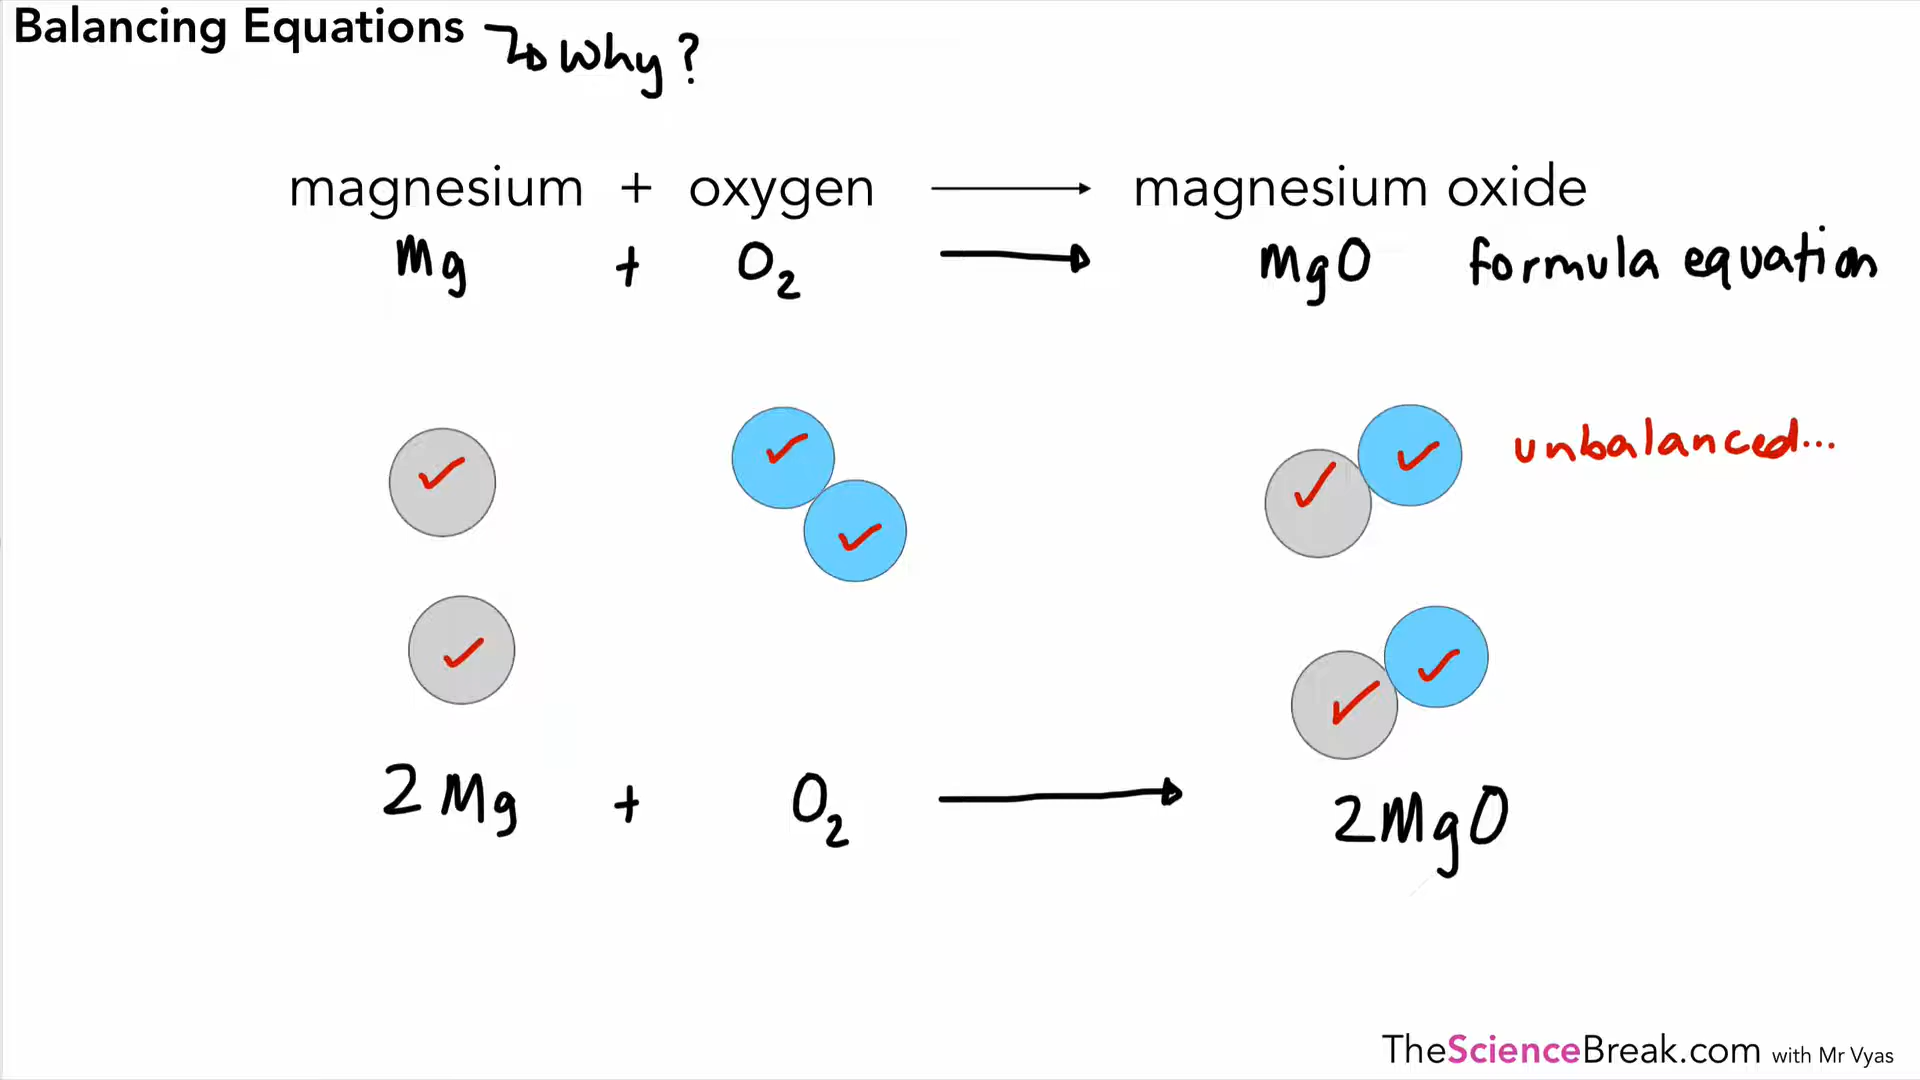 Balancing Equations → Why?
magnesium + oxygen → magnesium oxide
Mg + O₂ → MgO formula equation
unbalanced...
2Mg + O₂ → 2MgO
TheScienceBreak.com with Mr Vyas